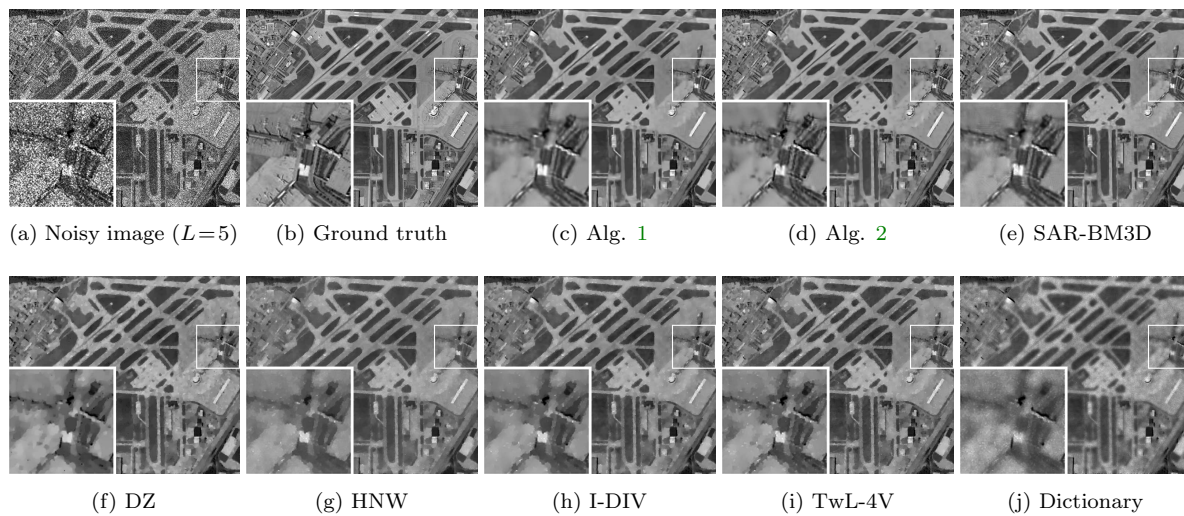 (a) Noisy image (L=5)
(b) Ground truth
(c) Alg. 1
(d) Alg. 2
(e) SAR-BM3D
(f) DZ
(g) HNW
(h) I-DIV
(i) TwL-4V
(j) Dictionary